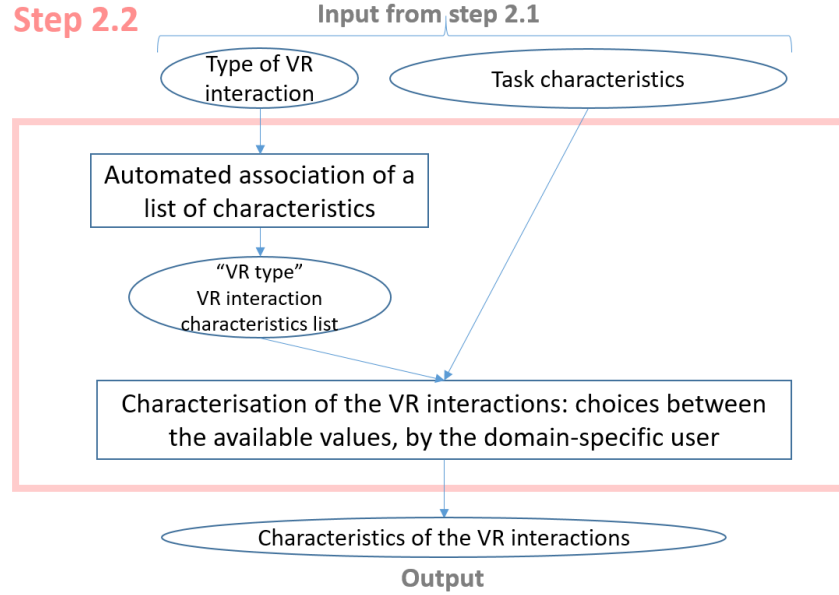 Step 2.2
Input from step 2.1
Type of VR
interaction
Task characteristics
Automated association of a
list of characteristics
“VR type”
VR interaction
characteristics list
Characterisation of the VR interactions: choices between
the available values, by the domain-specific user
Characteristics of the VR interactions
Output